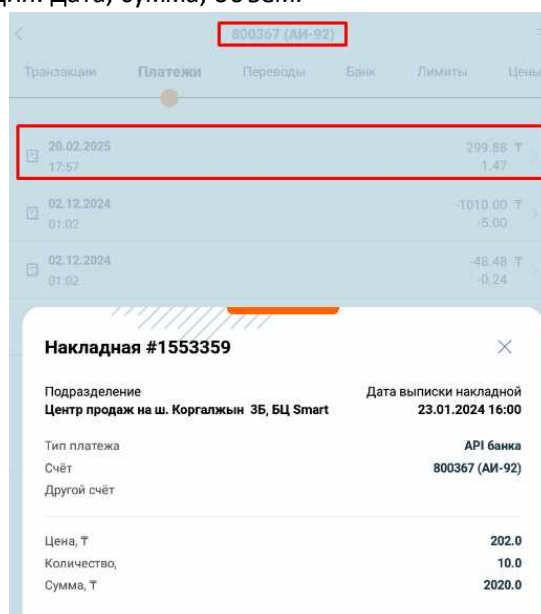 дата, сумма, объем.
800367 (АИ-92)
Транзакции Платежи Переводы Банк Лимиты Цены
20.02.2025 299.88 ₸
17:57 1.47
02.12.2024 -1010.00 ₸
01:02 -5.00
02.12.2024 -48.48 ₸
01:02 -0.24
Накладная #1553359
Подразделение Дата выписки накладной
Центр продаж на ш. Коргалжын 3Б, БЦ Smart 23.01.2024 16:00
Тип платежа API банка
Счёт 800367 (АИ-92)
Другой счёт
Цена, ₸ 202.0
Количество, 10.0
Сумма, ₸ 2020.0